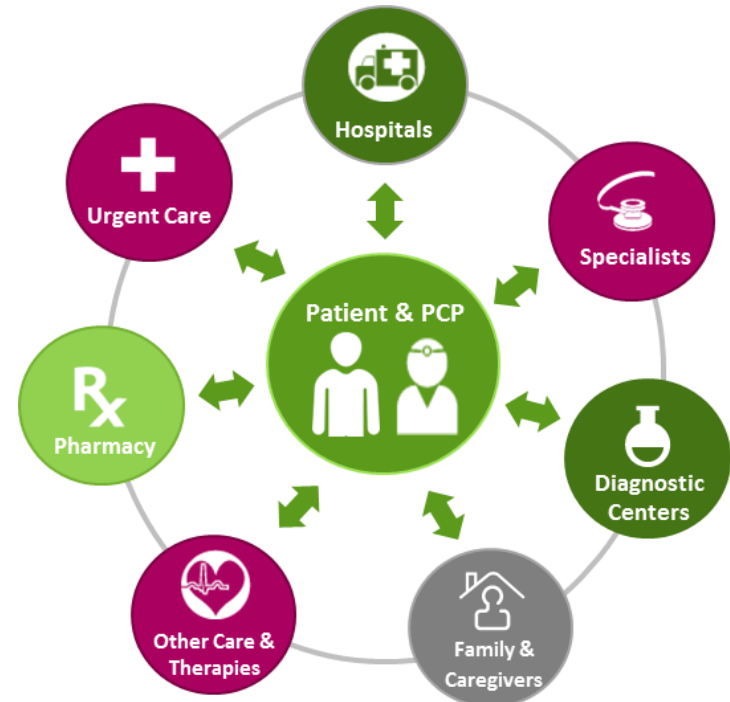 Hospitals
Specialists
Diagnostic
Centers
Family &
Caregivers
Other Care &
Therapies
Rx
Pharmacy
Urgent Care
Patient & PCP